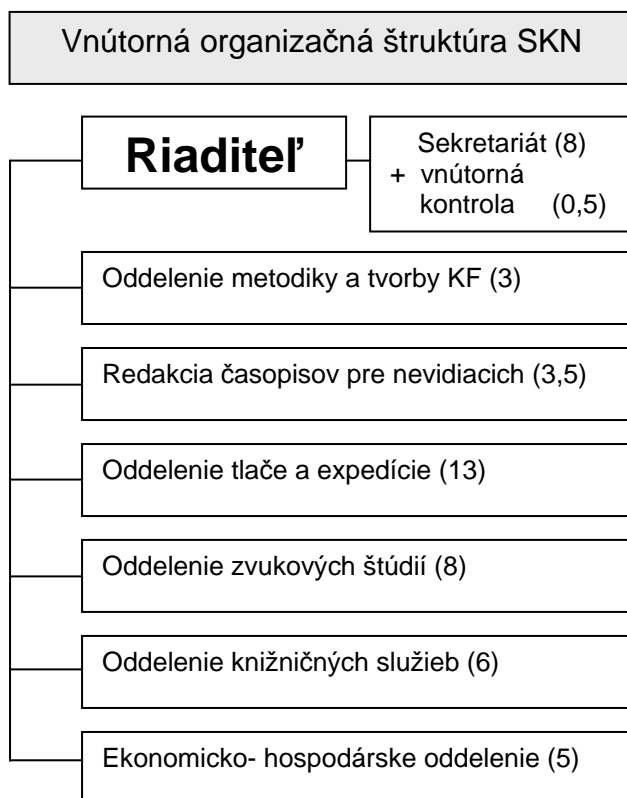 Vnútorná organizačná štruktúra SKN
Riaditeľ
Sekretariát (8)
+ vnútorná
kontrola (0,5)
Oddelenie metodiky a tvorby KF (3)
Redakcia časopisov pre nevidiacich (3,5)
Oddelenie tlače a expedície (13)
Oddelenie zvukových štúdií (8)
Oddelenie knižničných služieb (6)
Ekonomicko- hospodárske oddelenie (5)